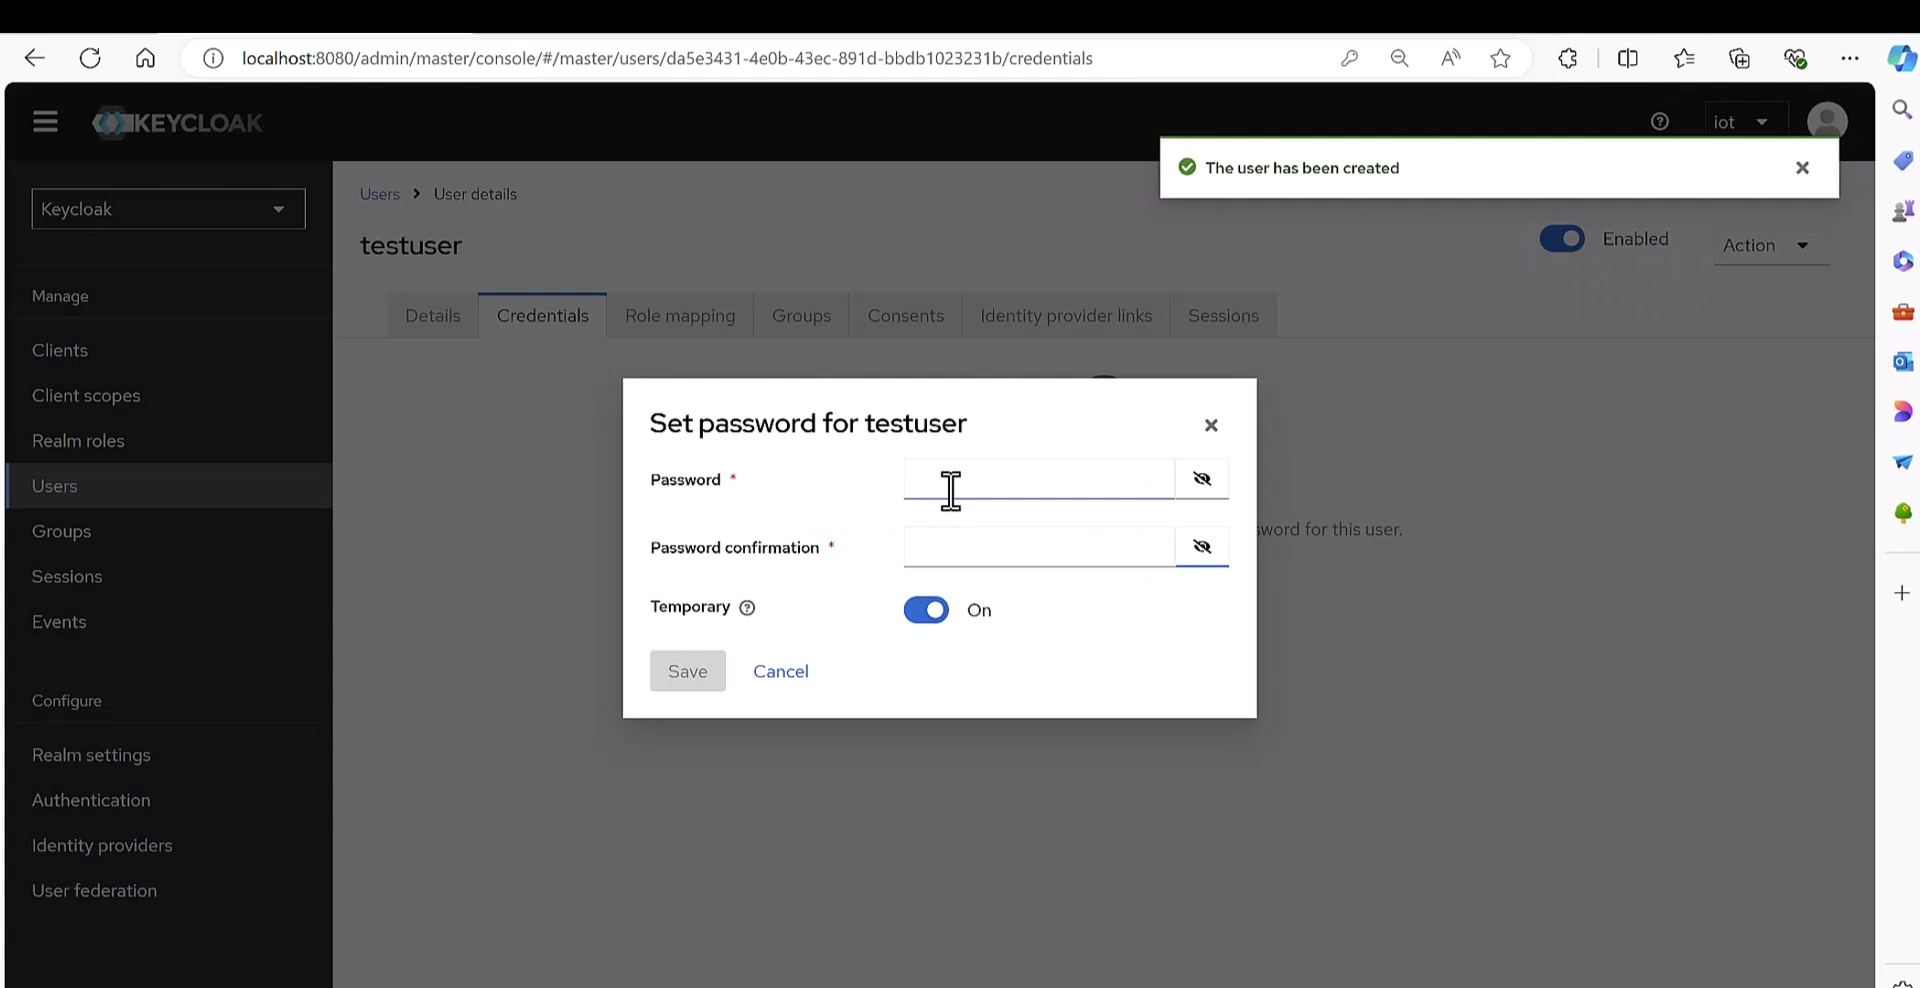 localhost:8080/admin/master/console/#/master/users/da5e3431-4e0b-43ec-891d-bbdb1023231b/credentials
KEYCLOAK
iot
The user has been created
Keycloak
Users > User details
testuser
Enabled
Action
Manage
Details
Credentials
Role mapping
Groups
Consents
Identity provider links
Sessions
Clients
Client scopes
Realm roles
Users
Groups
Sessions
Events
Configure
Realm settings
Authentication
Identity providers
User federation
Set password for testuser
Password *
for this user.
Password confirmation *
Temporary
On
Save
Cancel